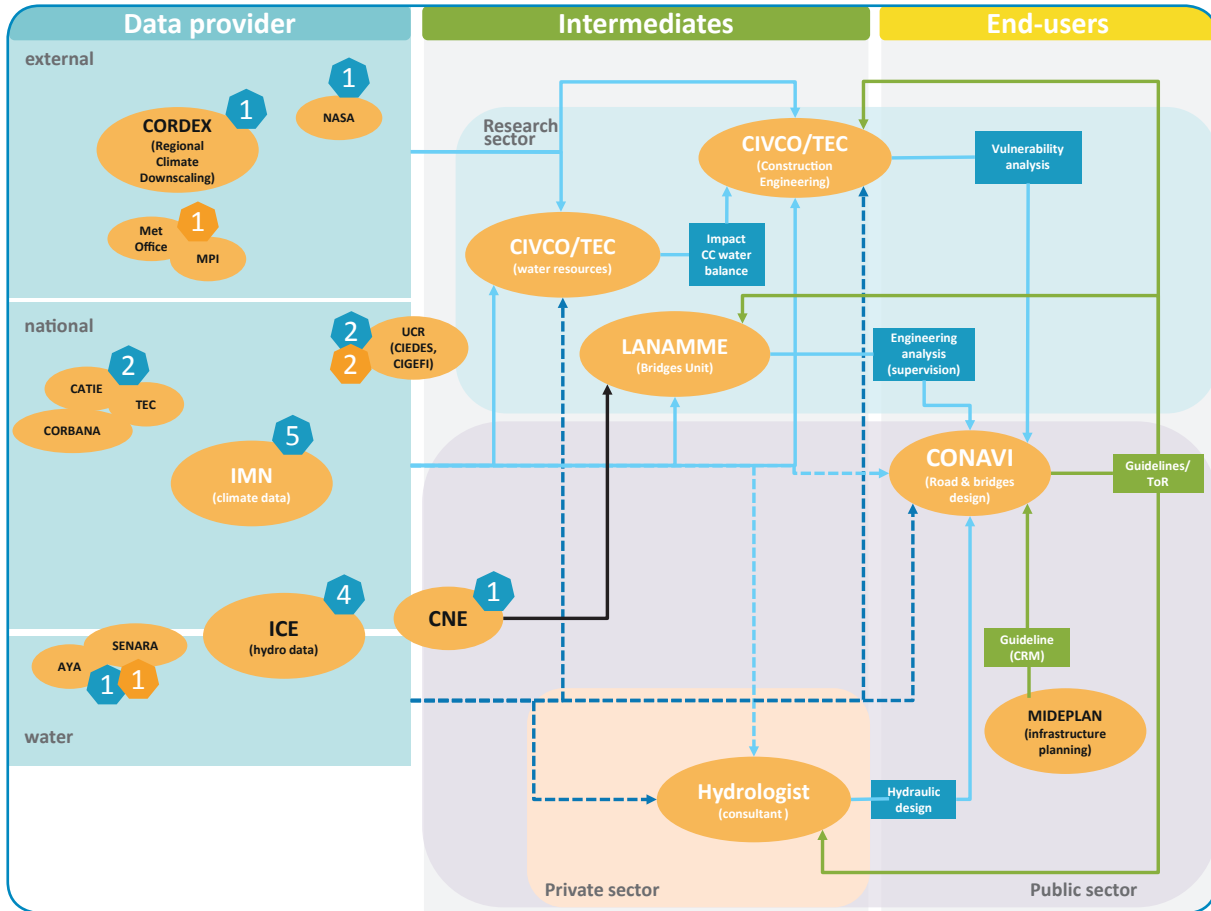 Data provider
Intermediates
End-users
external
1
NASA
1
CORDEX
(Regional
Climate
Downscaling)
1
Met
Office
MPI
Research
sector
CIVCO/TEC
(Construction
Engineering)
Vulnerability
analysis
CIVCO/TEC
(water resources)
Impact
CC water
balance
national
2
2
UCR
(CIEDES,
CIGEFI)
LANAMME
(Bridges Unit)
Engineering
analysis
(supervision)
2
CATIE
TEC
CORBANA
5
IMN
(climate data)
CONAVI
(Road & bridges
design)
Guidelines/
ToR
4
ICE
(hydro data)
1
CNE
SENARA
AYA
1
1
water
Guideline
(CRM)
MIDEPLAN
(infrastructure
planning)
Hydrologist
(consultant )
Hydraulic
design
Private sector
Public sector